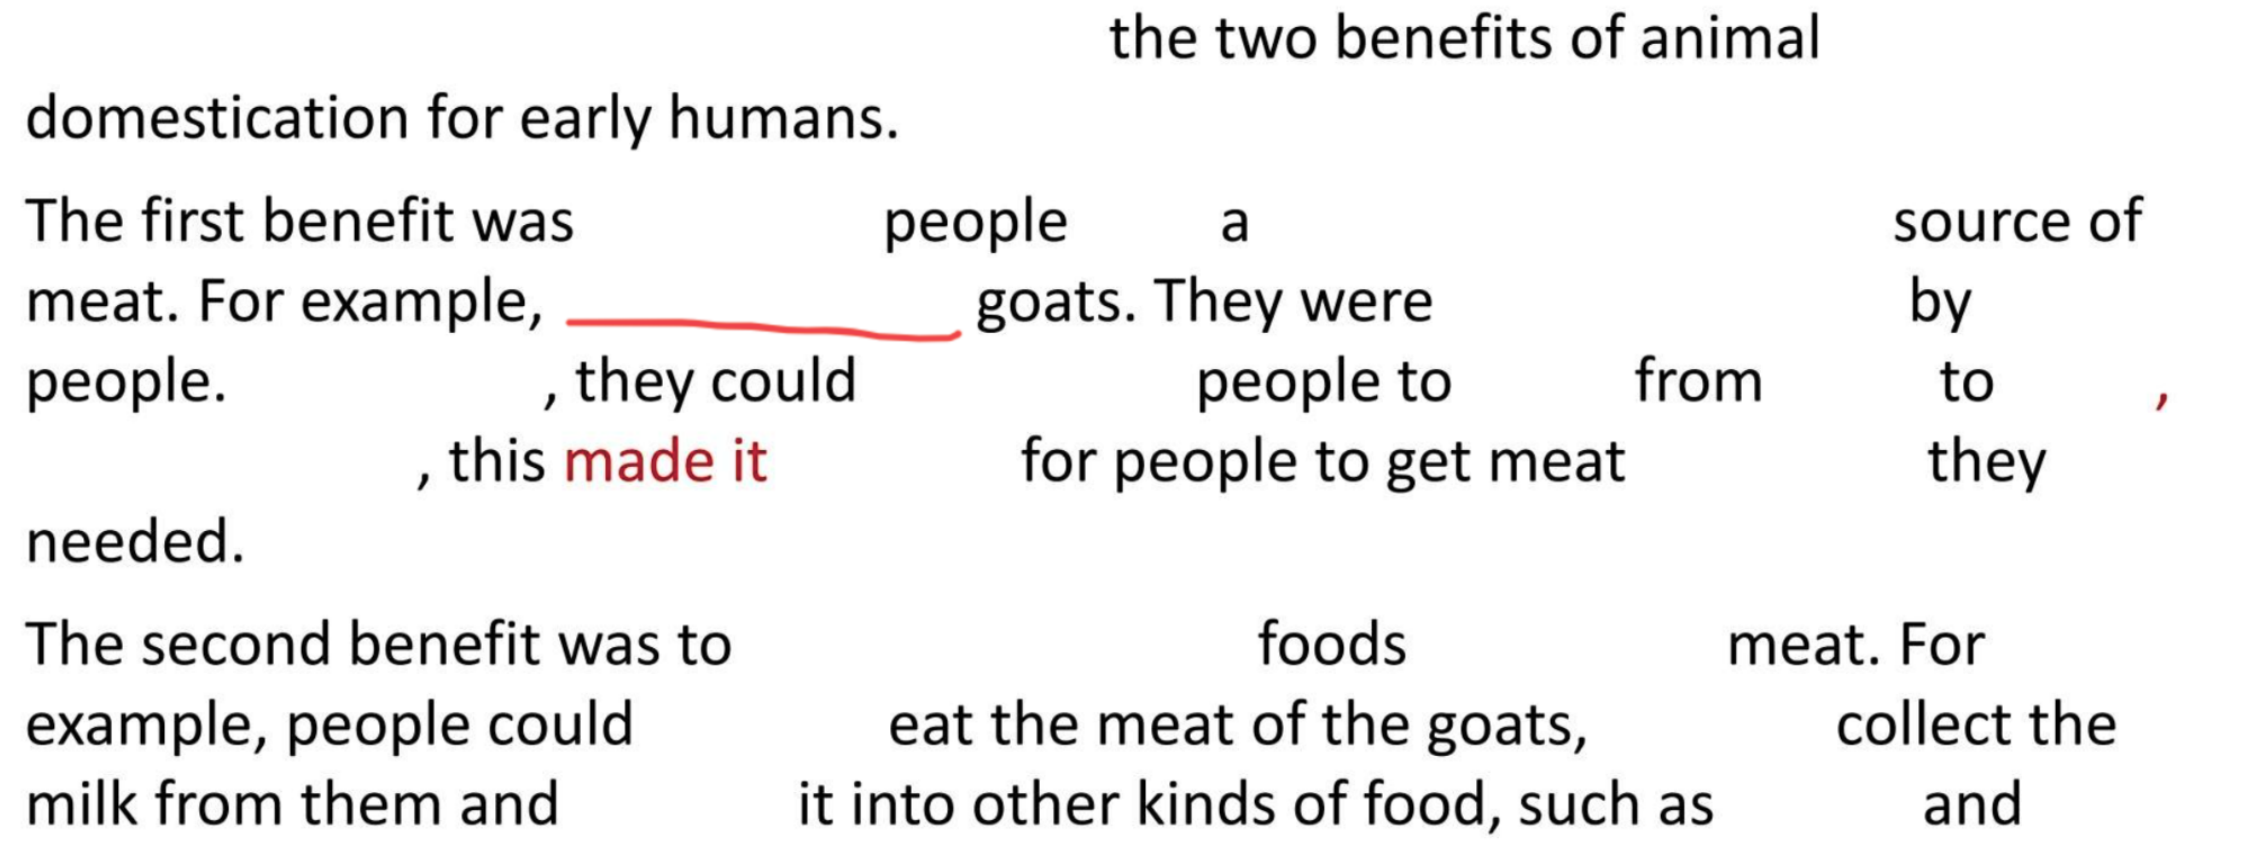 the two benefits of animal
domestication for early humans.
The first benefit was people a source of
meat. For example, goats. They were by
people. , they could people to from to ,
, this made it for people to get meat they
needed.
The second benefit was to foods meat. For
example, people could eat the meat of the goats, collect the
milk from them and it into other kinds of food, such as and